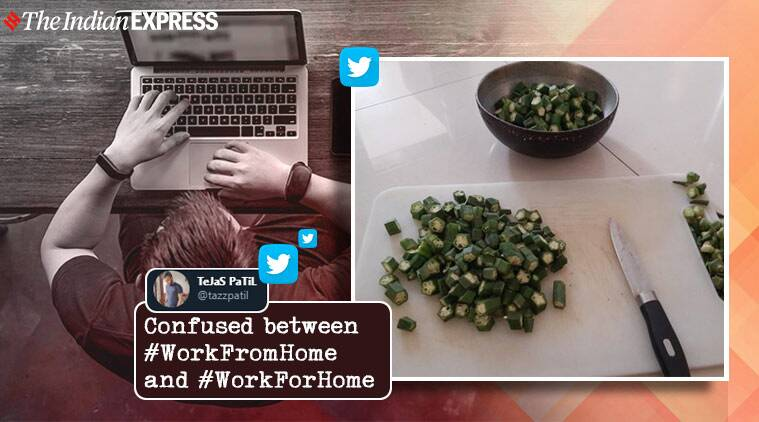 The Indian EXPRESS
TeJaS PaTiL
@tazzpatil
Confused between
#WorkFromHome
and #WorkForHome